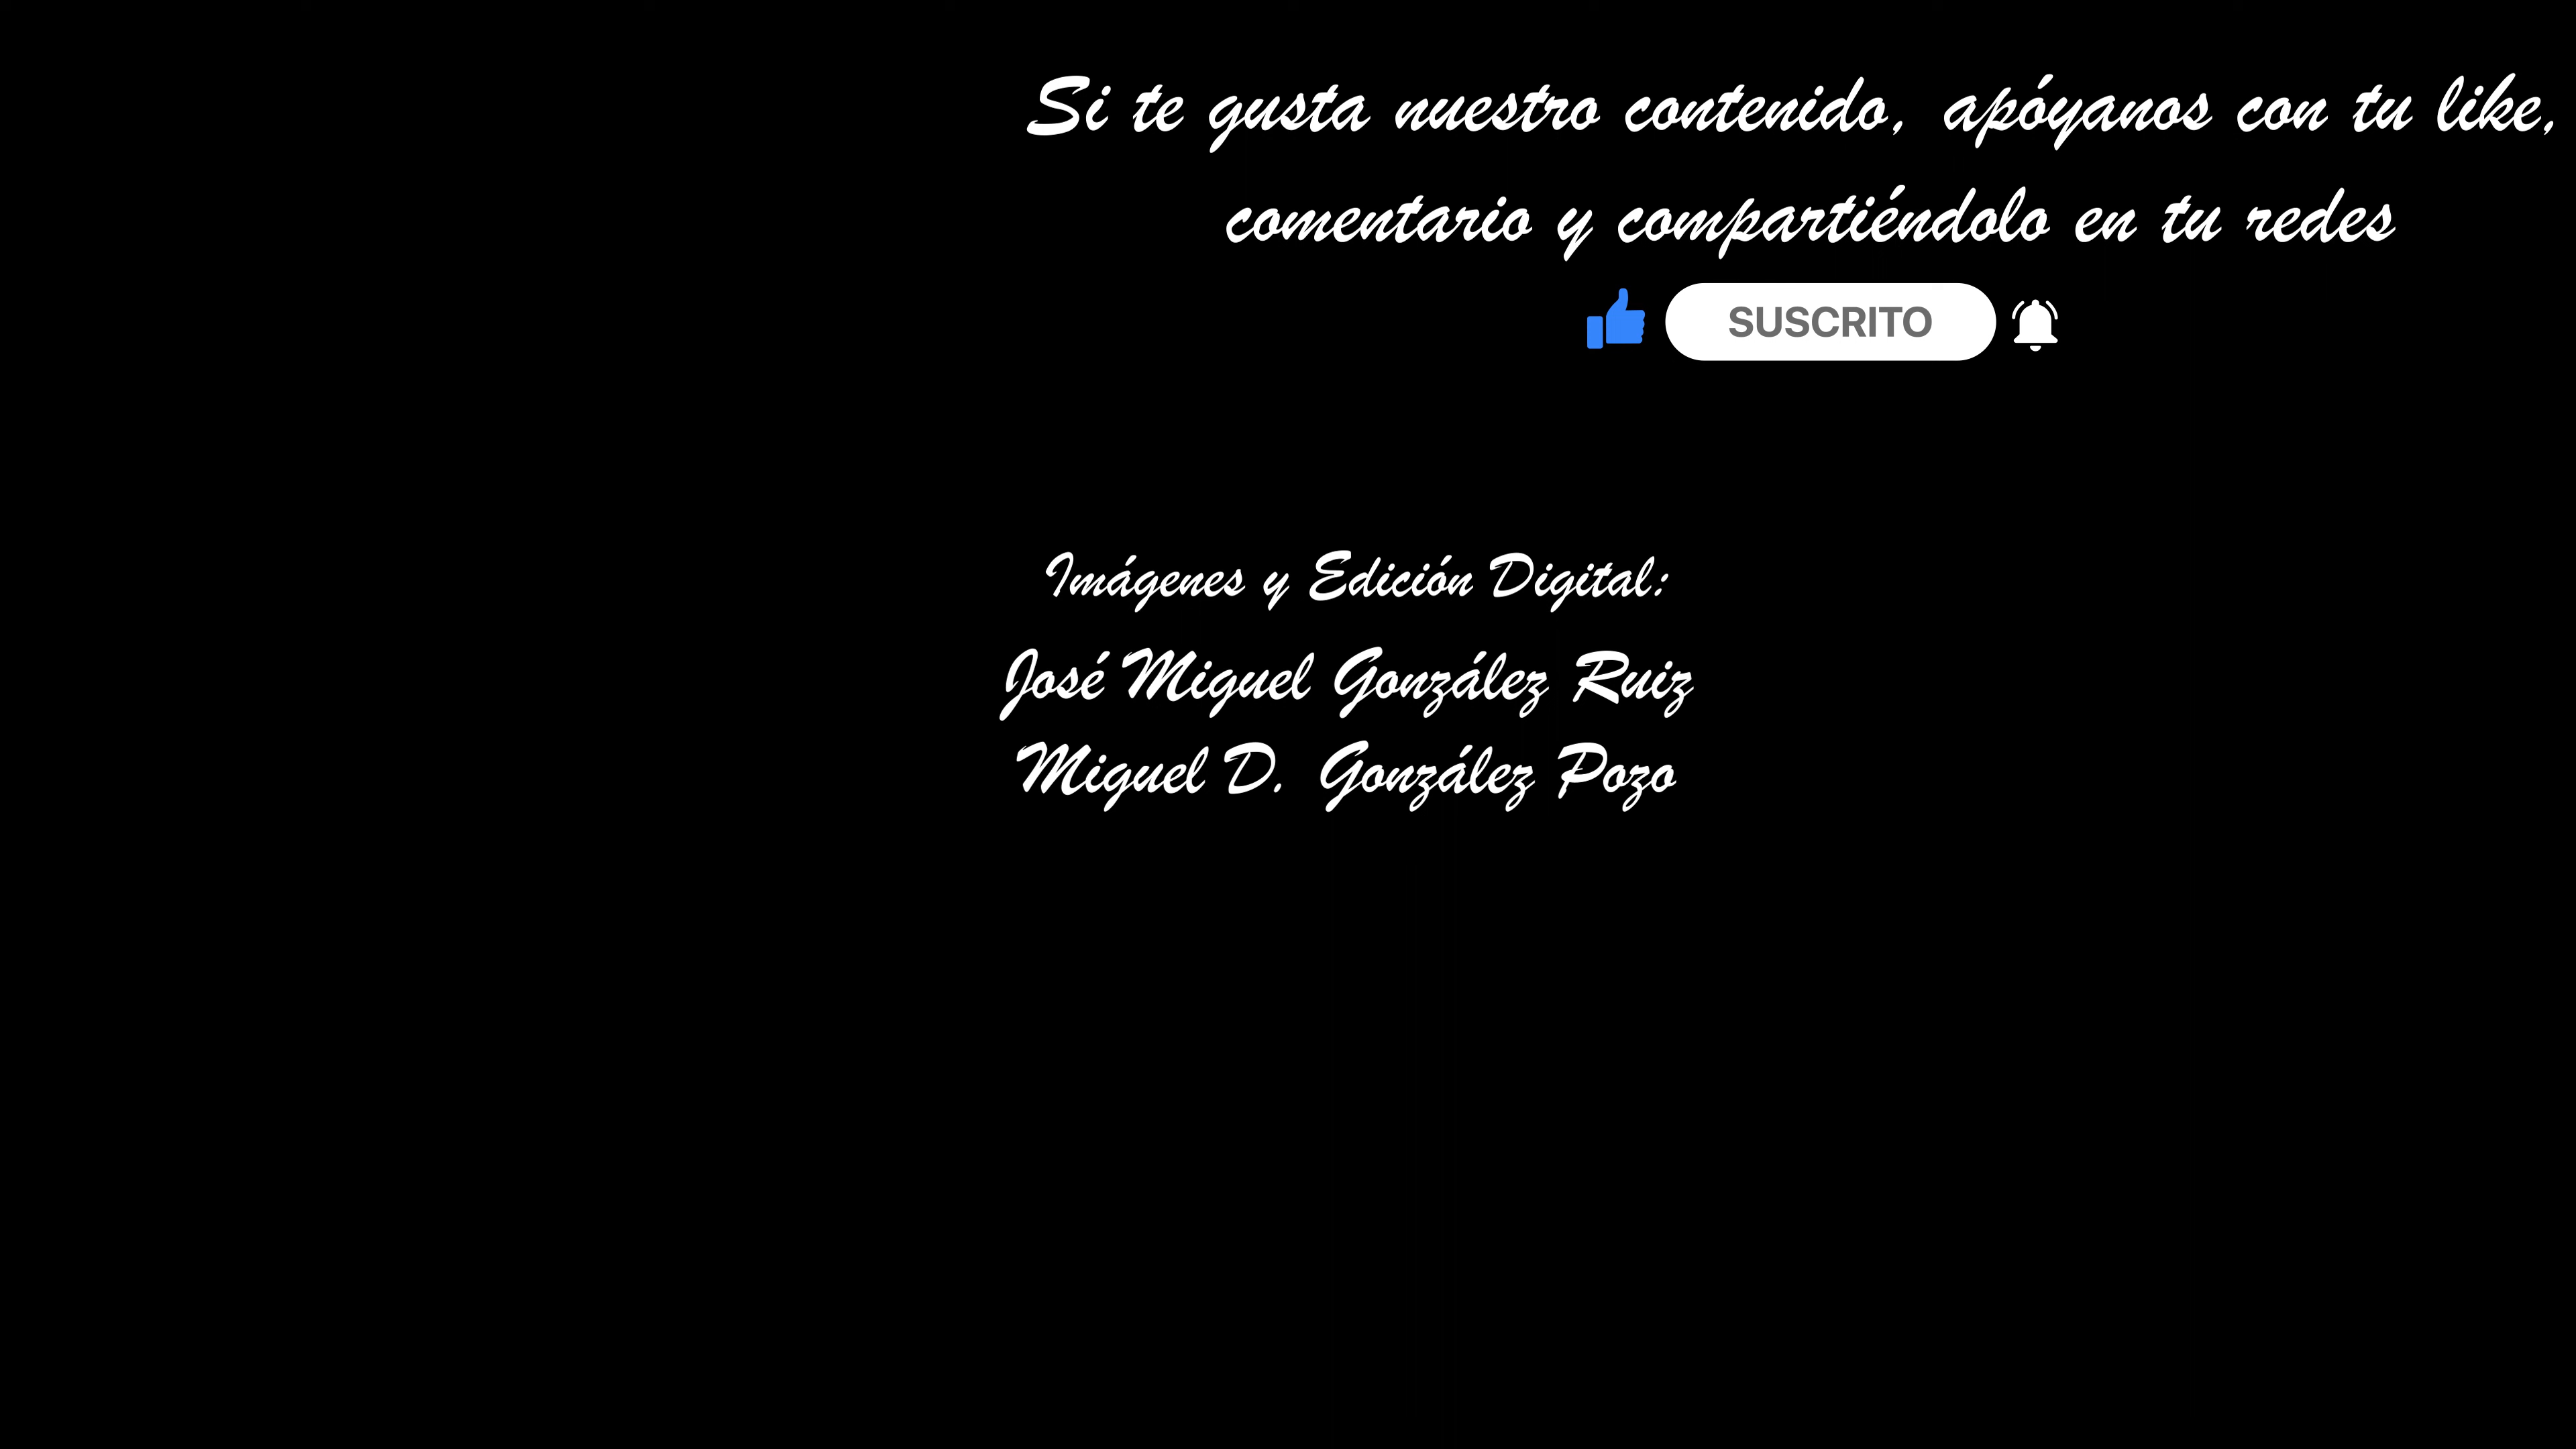 Si te gusta nuestro contenido, apóyanos con tu like,
comentario y compartiéndolo en tu redes
SUSCRITO
Imágenes y Edición Digital:
José Miguel González Ruiz
Miguel D. González Pozo